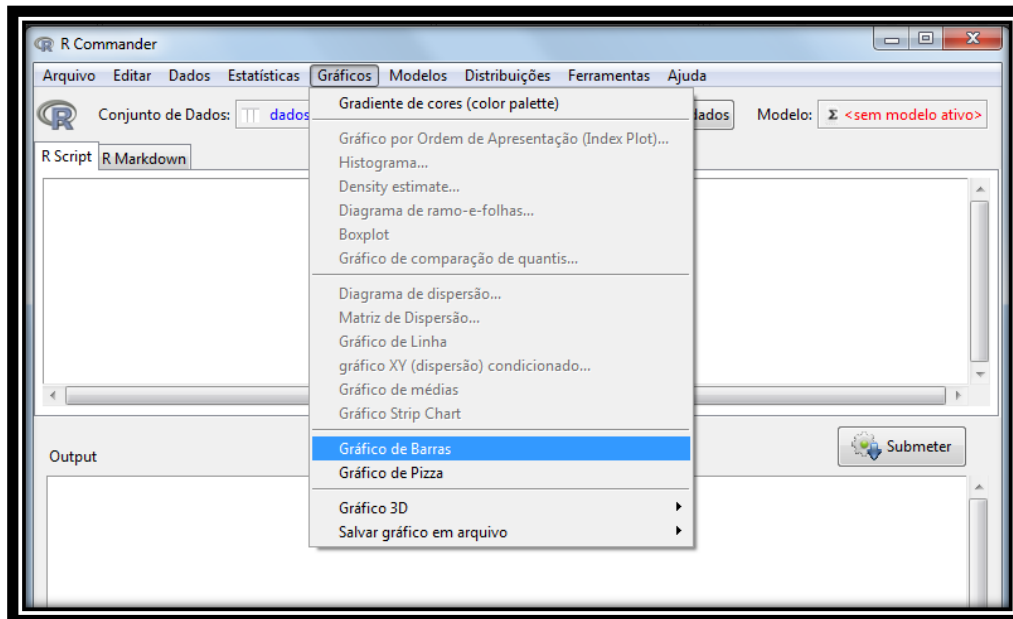 R Commander
Arquivo Editar Dados Estatísticas Gráficos Modelos Distribuições Ferramentas Ajuda
Conjunto de Dados: dados dados Modelo: Σ <sem modelo ativo>
R Script R Markdown
Gradiente de cores (color palette)
Gráfico por Ordem de Apresentação (Index Plot)...
Histograma...
Density estimate...
Diagrama de ramo-e-folhas...
Boxplot
Gráfico de comparação de quantis...
Diagrama de dispersão...
Matriz de Dispersão...
Gráfico de Linha
gráfico XY (dispersão) condicionado...
Gráfico de médias
Gráfico Strip Chart
Gráfico de Barras
Gráfico de Pizza
Gráfico 3D
Salvar gráfico em arquivo
Output
Submeter